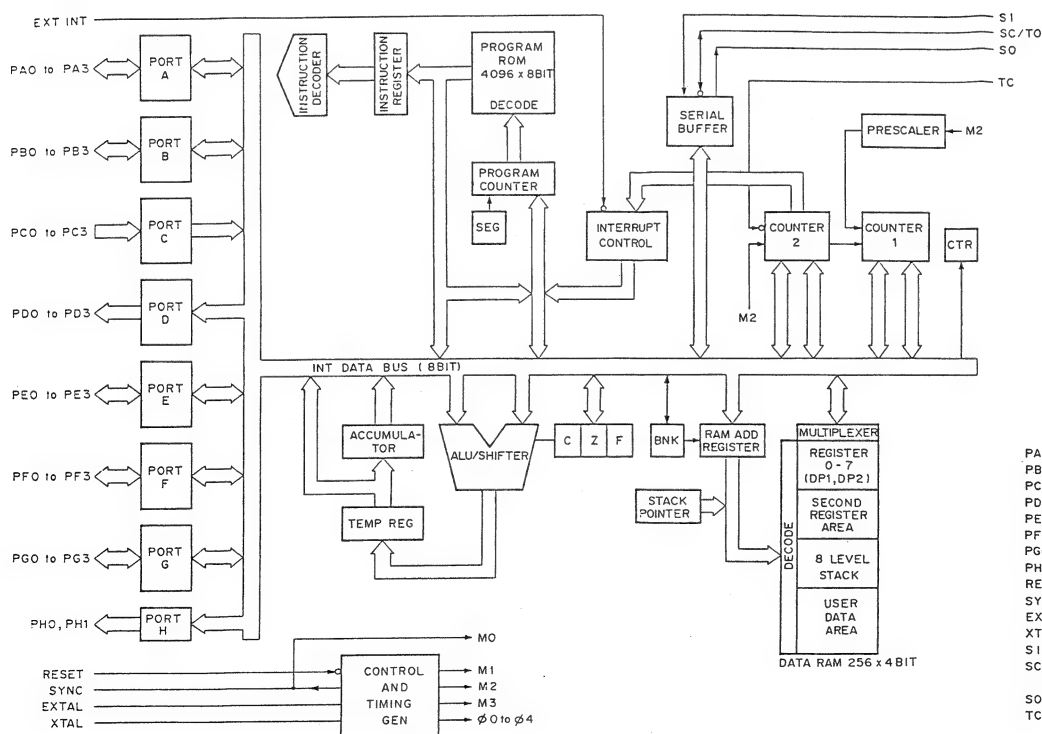 EXT INT
PA0 to PA3
PORT
A
PB0 to PB3
PORT
B
PC0 to PC3
PORT
C
PD0 to PD3
PORT
D
PE0 to PE3
PORT
E
PF0 to PF3
PORT
F
PG0 to PG3
PORT
G
PH0, PH1
PORT
H
INSTRUCTION
DECODER
INSTRUCTION
REGISTER
PROGRAM
ROM
4096 x 8BIT
DECODE
PROGRAM
COUNTER
SEG
INTERRUPT
CONTROL
SERIAL
BUFFER
SI
SC/TO
SO
TC
PRESCALER
M2
COUNTER
2
COUNTER
1
CTR
M2
INT DATA BUS (8BIT)
ACCUMULA-
TOR
TEMP REG
ALU/SHIFTER
C Z F
BNK
RAM ADD
REGISTER
STACK
POINTER
MULTIPLEXER
DECODE
REGISTER
0 - 7
(DP1, DP2)
SECOND
REGISTER
AREA
8 LEVEL
STACK
USER
DATA
AREA
DATA RAM 256 x 4BIT
RESET
SYNC
EXTAL
XTAL
CONTROL
AND
TIMING
GEN
M0
M1
M2
M3
Ø0 to Ø4
PA
PB
PC
PD
PE
PF
PG
PH
RE
SY
EX
XT
SI
SC
SO
TC